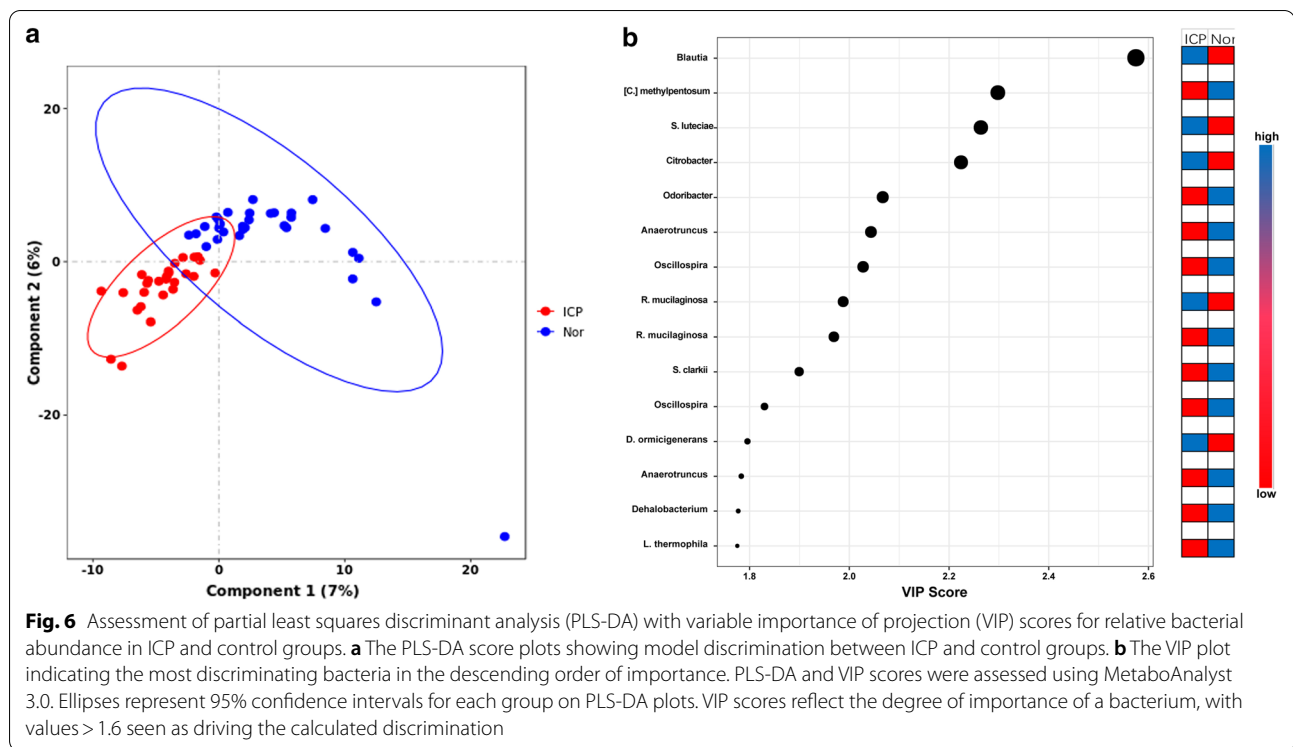 a
20
0
-20
-10
0
10
20
Component 2 (6%)
Component 1 (7%)
ICP
Nor
b
Blautia
[C.] methylpentosum
S. luteciae
Citrobacter
Odoribacter
Anaerotruncus
Oscillospira
R. mucilaginosa
R. mucilaginosa
S. clarkii
Oscillospira
D. ormicigenerans
Anaerotruncus
Dehalobacterium
L. thermophila
1.8
2.0
2.2
2.4
2.6
VIP Score
ICP Nor
high
low
Fig. 6 Assessment of partial least squares discriminant analysis (PLS-DA) with variable importance of projection (VIP) scores for relative bacterial
abundance in ICP and control groups. a The PLS-DA score plots showing model discrimination between ICP and control groups. b The VIP plot
indicating the most discriminating bacteria in the descending order of importance. PLS-DA and VIP scores were assessed using MetaboAnalyst
3.0. Ellipses represent 95% confidence intervals for each group on PLS-DA plots. VIP scores reflect the degree of importance of a bacterium, with
values > 1.6 seen as driving the calculated discrimination